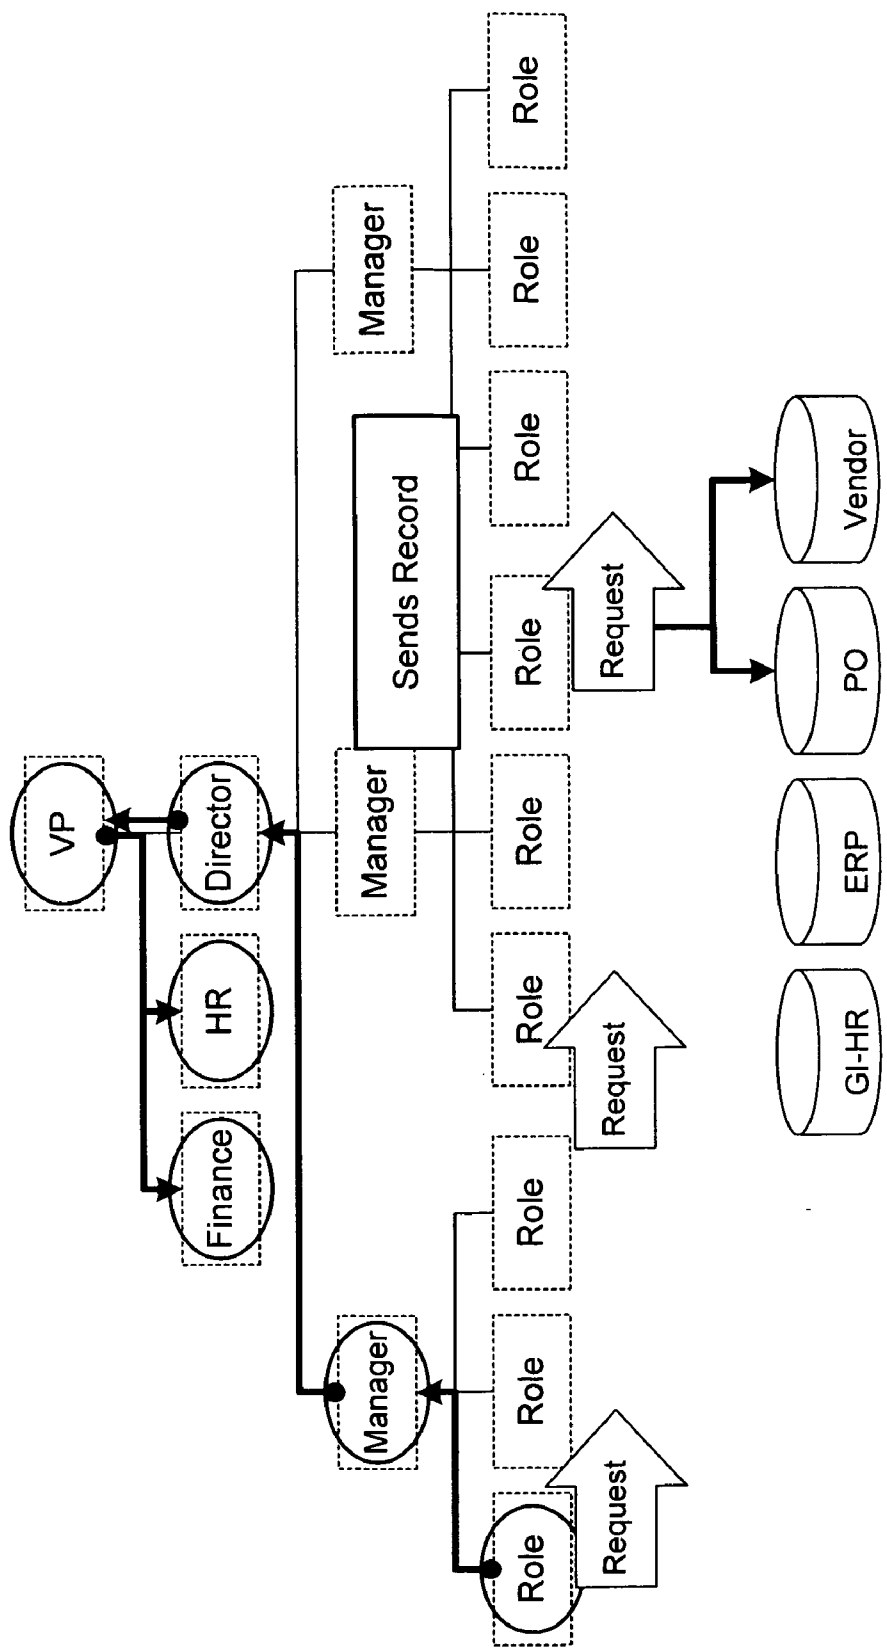 VP
Finance
HR
Director
Manager
Manager
Manager
Sends Record
Role
Role
Role
Role
Role
Role
Role
Role
Role
Request
Request
Request
GI-HR
ERP
PO
Vendor